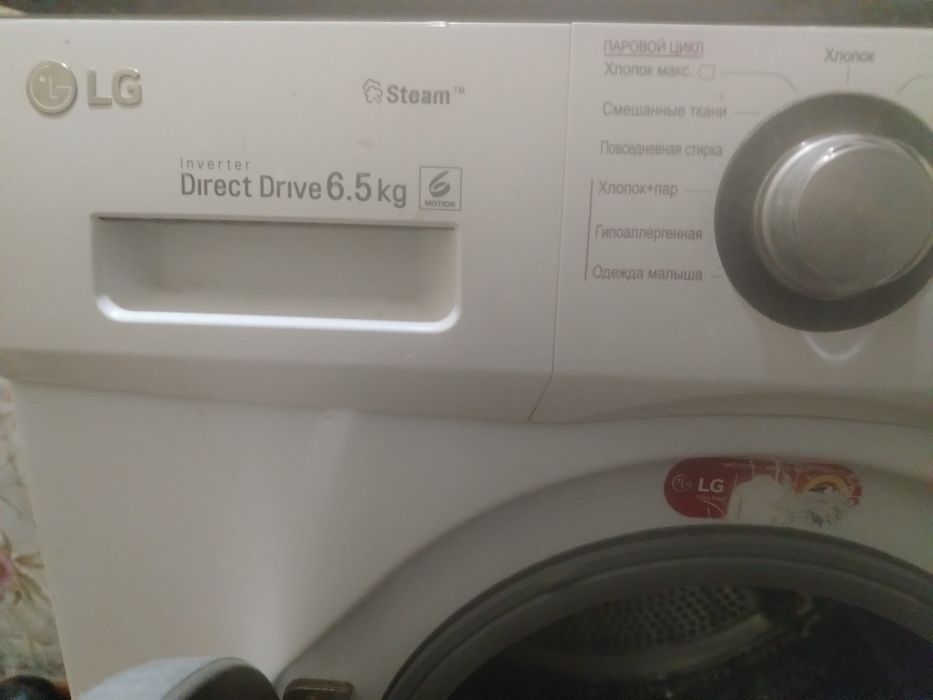 LG
Steam™
Inverter
Direct Drive 6.5 kg
6
MOTION
ПАРОВОЙ ЦИКЛ
Хлопок макс.
Хлопок
Смешанные ткани
Повседневная стирка
Хлопок+пар
Гипоаллергенная
Одежда малыша
LG